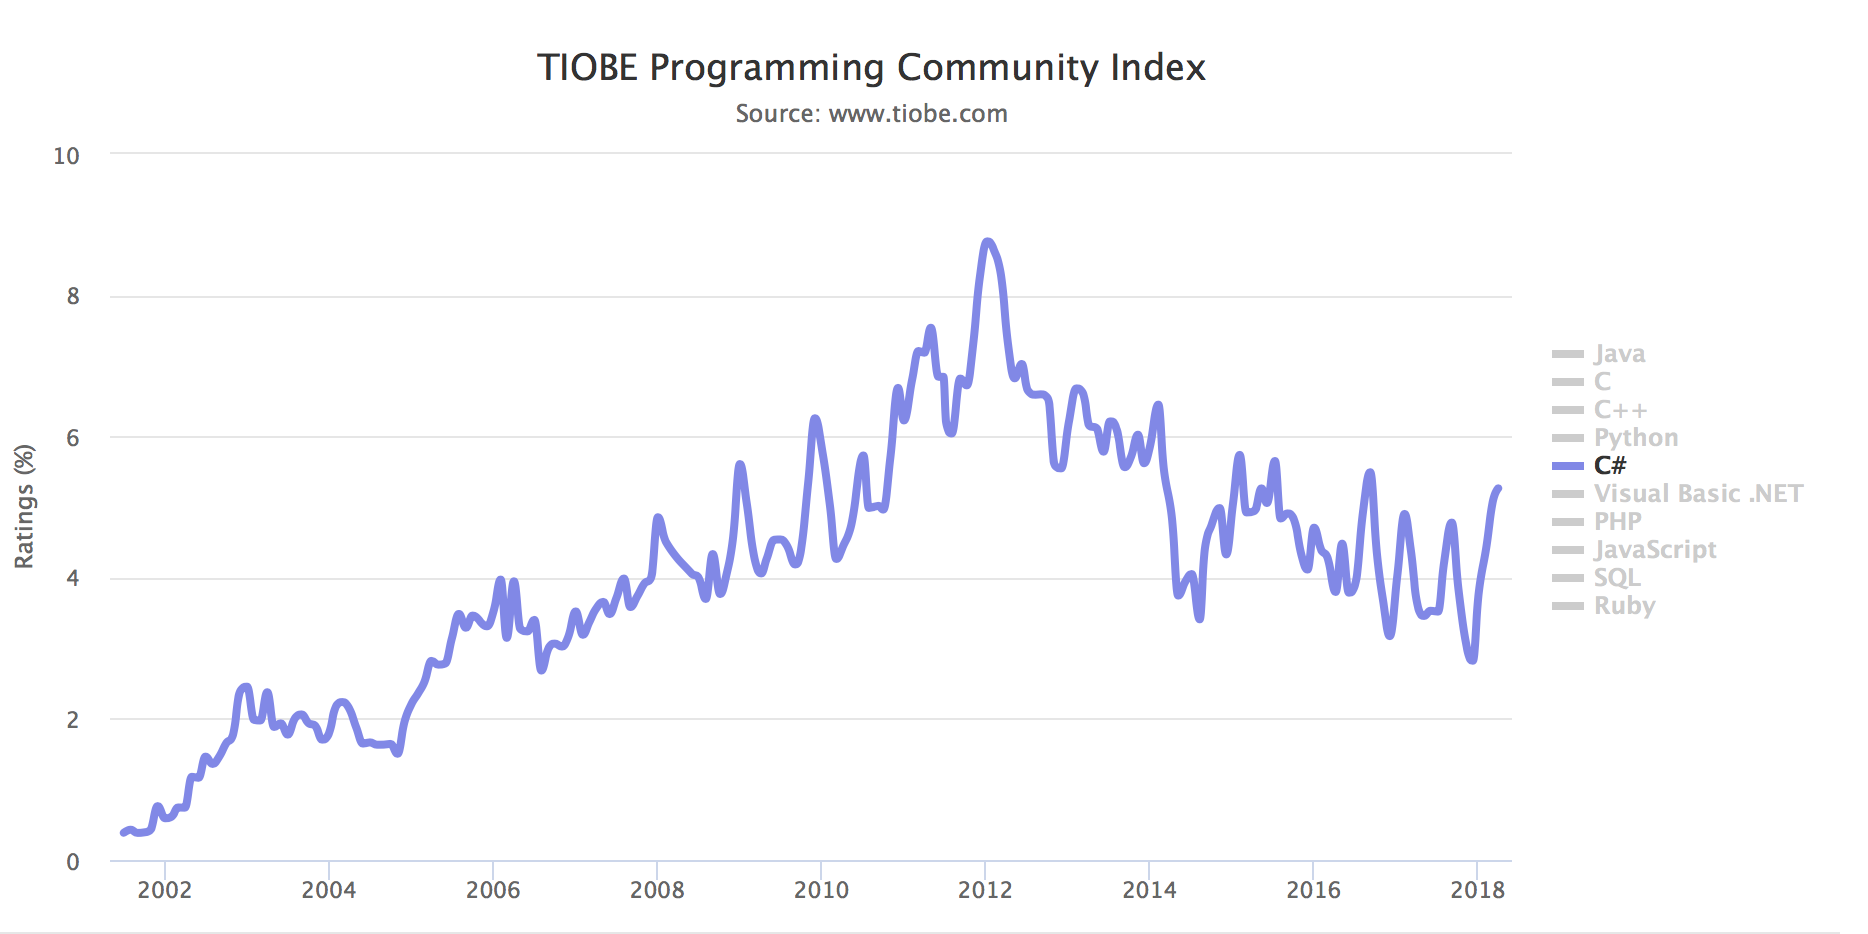 TIOBE Programming Community Index
Source: www.tiobe.com
Ratings (%)
10
8
6
4
2
0
2002 2004 2006 2008 2010 2012 2014 2016 2018
Java
C
C++
Python
C#
Visual Basic .NET
PHP
JavaScript
SQL
Ruby